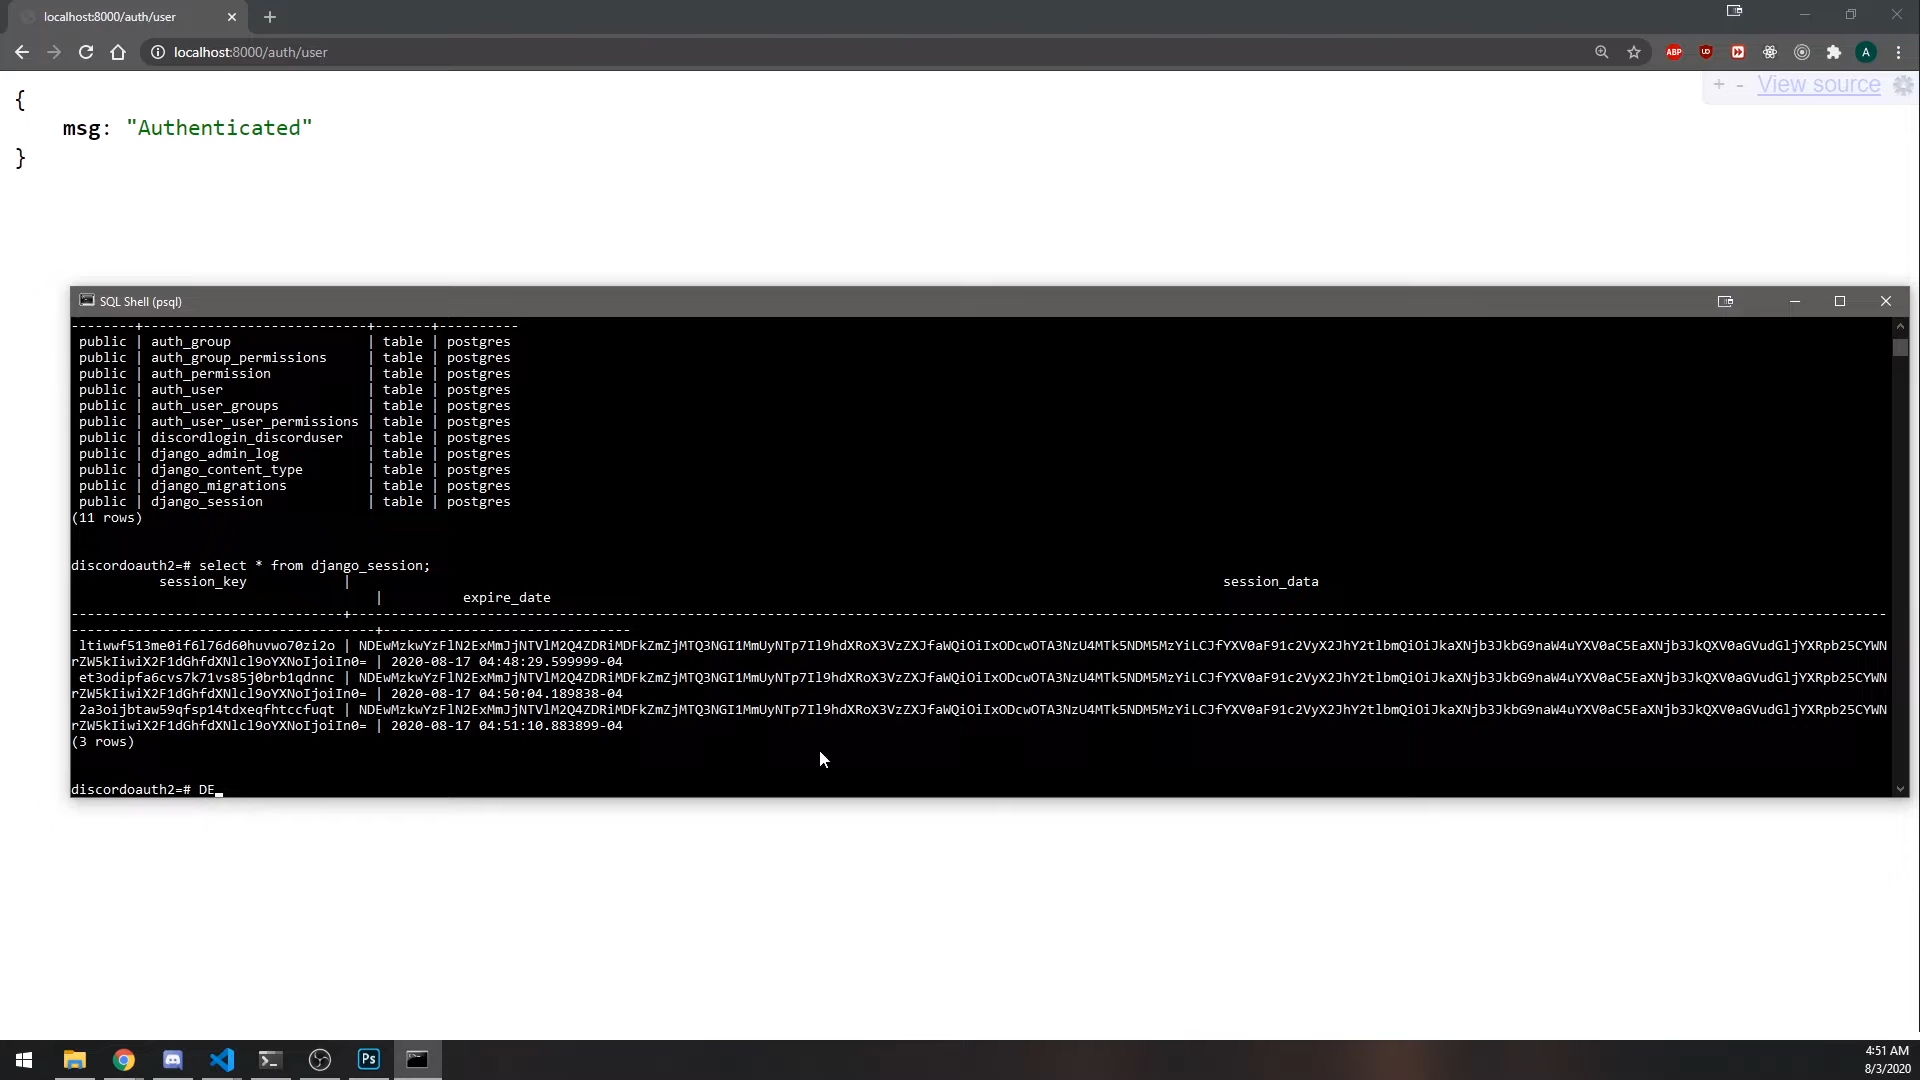 localhost:8000/auth/user
localhost:8000/auth/user
ABP
A
{
+ - View source
msg: "Authenticated"
}
SQL Shell (psql)
--------+----------------------------+-------+----------
public | auth_group | table | postgres
public | auth_group_permissions | table | postgres
public | auth_permission | table | postgres
public | auth_user | table | postgres
public | auth_user_groups | table | postgres
public | auth_user_user_permissions | table | postgres
public | discordlogin_discorduser | table | postgres
public | django_admin_log | table | postgres
public | django_content_type | table | postgres
public | django_migrations | table | postgres
public | django_session | table | postgres
(11 rows)
discordoauth2=# select * from django_session;
session_key | session_data
| expire_date
ltiwwf513me0if6l76d60huvwo70zi2o |
rZW5kIiwiX2F1dGhfdXNlcl9oYXNoIjoiIn0= | 2020-08-17 04:48:29.599999-04
et3odipfa6cvs7k71vs85j0brb1qdnnc |
rZW5kIiwiX2F1dGhfdXNlcl9oYXNoIjoiIn0= | 2020-08-17 04:50:04.189838-04
2a3oijbtaw59qfsp14tdxeqfhtccfuqt |
rZW5kIiwiX2F1dGhfdXNlcl9oYXNoIjoiIn0= | 2020-08-17 04:51:10.883899-04
(3 rows)
discordoauth2=# DE_
Ps
4:51 AM
8/3/2020